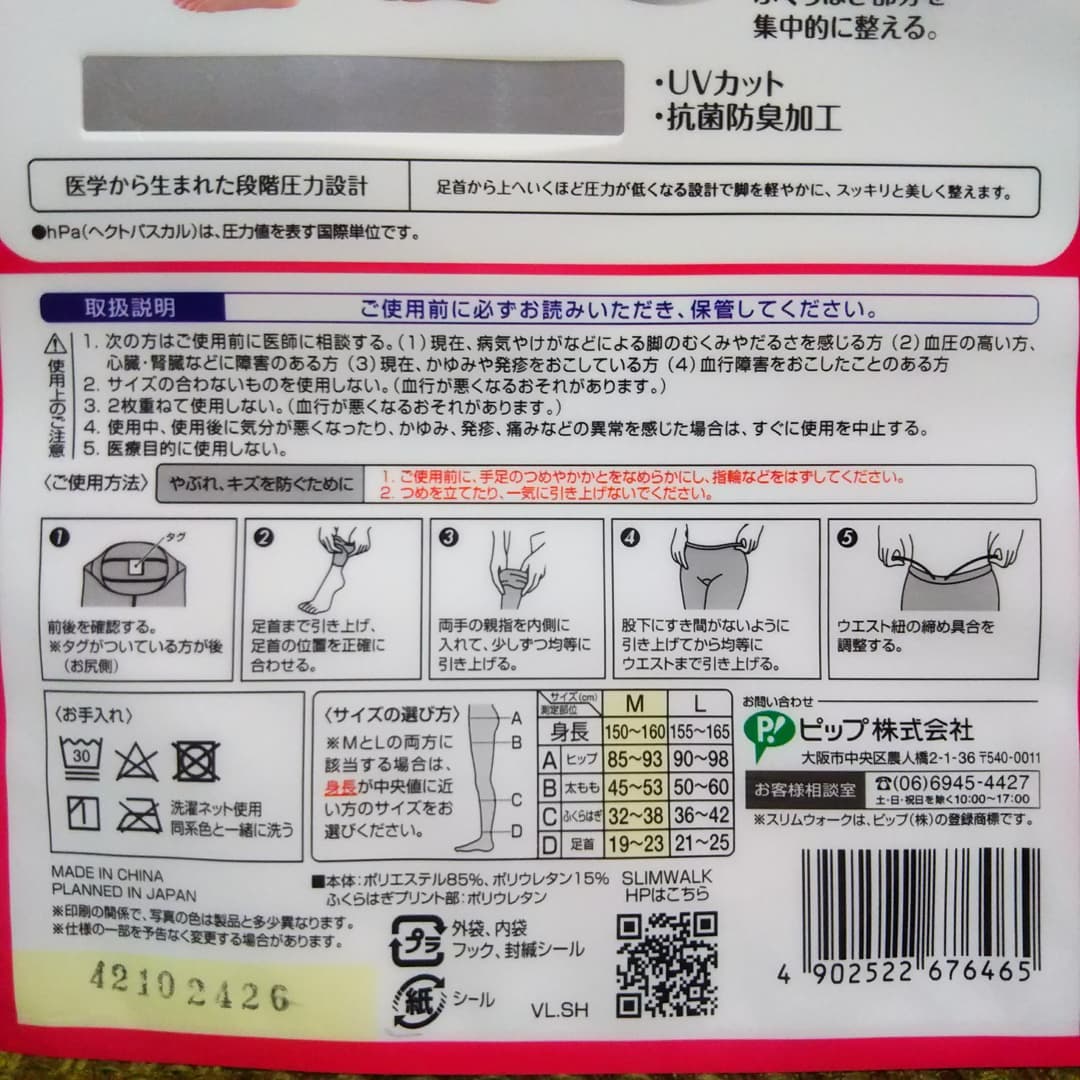 集中的に整える。
・UVカット
・抗菌防臭加工
医学から生まれた段階圧力設計
足首から上へいくほど圧力が低くなる設計で脚を軽やかに、スッキリと美しく整えます。
●hPa(ヘクトパスカル)は、圧力値を表す国際単位です。
取扱説明
ご使用前に必ずお読みいただき、保管してください。
使用上のご注意
1. 次の方はご使用前に医師に相談する。(1)現在、病気やけがなどによる脚のむくみやだるさを感じる方 (2)血圧の高い方、
心臓・腎臓などに障害のある方 (3)現在、かゆみや発疹をおこしている方 (4)血行障害をおこしたことのある方
2. サイズの合わないものを使用しない。(血行が悪くなるおそれがあります。)
3. 2枚重ねて使用しない。(血行が悪くなるおそれがあります。)
4. 使用中、使用後に気分が悪くなったり、かゆみ、発疹、痛みなどの異常を感じた場合は、すぐに使用を中止する。
5. 医療目的に使用しない。
〈ご使用方法〉
やぶれ、キズを防ぐために
1. ご使用前に、手足のつめやかかとをなめらかにし、指輪などをはずしてください。
2. つめを立てたり、一気に引き上げないでください。
1
タグ
前後を確認する。
※タグがついている方が後
(お尻側)
2
足首まで引き上げ、
足首の位置を正確に
合わせる。
3
両手の親指を内側に
入れて、少しずつ均等に
引き上げる。
4
股下にすき間がないように
引き上げてから均等に
ウエストまで引き上げる。
5
ウエスト紐の締め具合を
調整する。
〈お手入れ〉
30
洗濯ネット使用
同系色と一緒に洗う
〈サイズの選び方〉
※MとLの両方に
該当する場合は、
身長が中央値に近
い方のサイズをお
選びください。
A
B
C
D
サイズ(cm)
測定部位
M L
身長 150~160 155~165
A ヒップ 85~93 90~98
B 太もも 45~53 50~60
C ふくらはぎ 32~38 36~42
D 足首 19~23 21~25
お問い合わせ
P! ピップ株式会社
大阪市中央区農人橋2-1-36 〒540-0011
お客様相談室
☎(06)6945-4427
土・日・祝日を除く10:00~17:00
※スリムウォークは、ピップ(株)の登録商標です。
MADE IN CHINA
PLANNED IN JAPAN
※印刷の関係で、写真の色は製品と多少異なります。
※仕様の一部を予告なく変更する場合があります。
42102426
■本体:ポリエステル85%、ポリウレタン15%
ふくらはぎプリント部:ポリウレタン
プラ
外袋、内袋
フック、封緘シール
紙
シール
VL.SH
SLIMWALK
HPはこちら
4 902522 676465